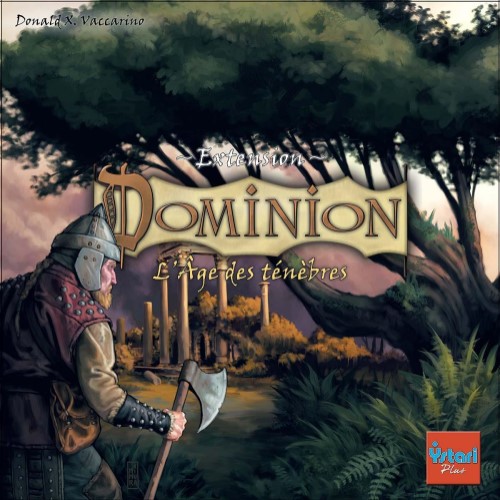 Donald X. Vaccarino
~Extension~
DOMINION
L'Âge des ténèbres
Ystari
Plus